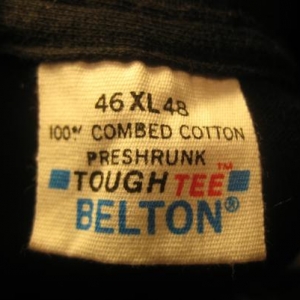 46 XL 48
100% COMBED COTTON
PRESHRUNK
TOUGH TEE™
BELTON®